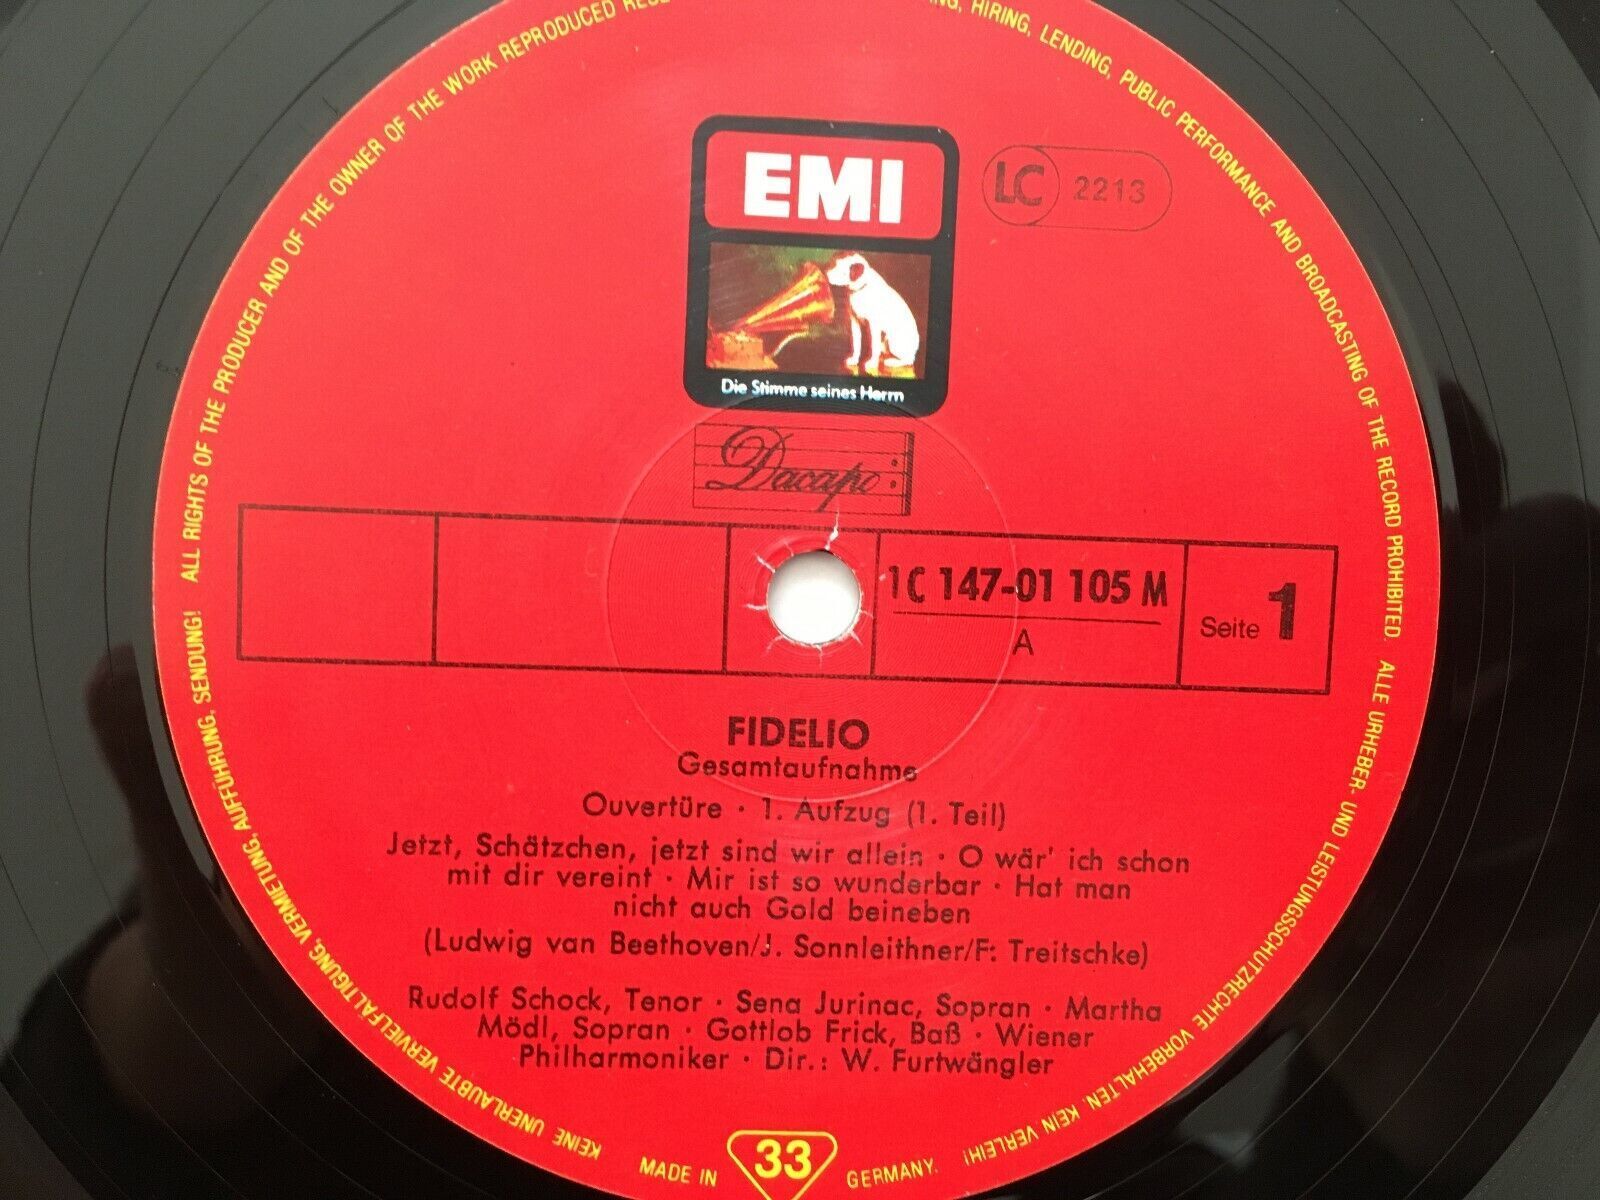 EMI
LC 2213
Die Stimme seines Herrn
Dacapo
1C 147-01 105 M
A
Seite 1
FIDELIO
Gesamtaufnahme
Ouvertüre · 1. Aufzug (1. Teil)
Jetzt, Schätzchen, jetzt sind wir allein · O wär' ich schon
mit dir vereint · Mir ist so wunderbar · Hat man
nicht auch Gold beineben
(Ludwig van Beethoven/J. Sonnleithner/F. Treitschke)
Rudolf Schock, Tenor · Sena Jurinac, Sopran · Martha
Mödl, Sopran · Gottlob Frick, Baß · Wiener
Philharmoniker · Dir.: W. Furtwängler
ALL RIGHTS OF THE PRODUCER AND OF THE OWNER OF THE WORK REPRODUCED
HIRING, LENDING, PUBLIC PERFORMANCE AND BROADCASTING OF THE RECORD PROHIBITED.
ALLE URHEBER- UND LEISTUNGSSCHUTZRECHTE VORBEHALTEN. KEIN VERLEIH!
KEINE UNERLAUBTE VERVIELFÄLTIGUNG, VERMIETUNG, AUFFÜHRUNG, SENDUNG!
MADE IN 33 GERMANY.